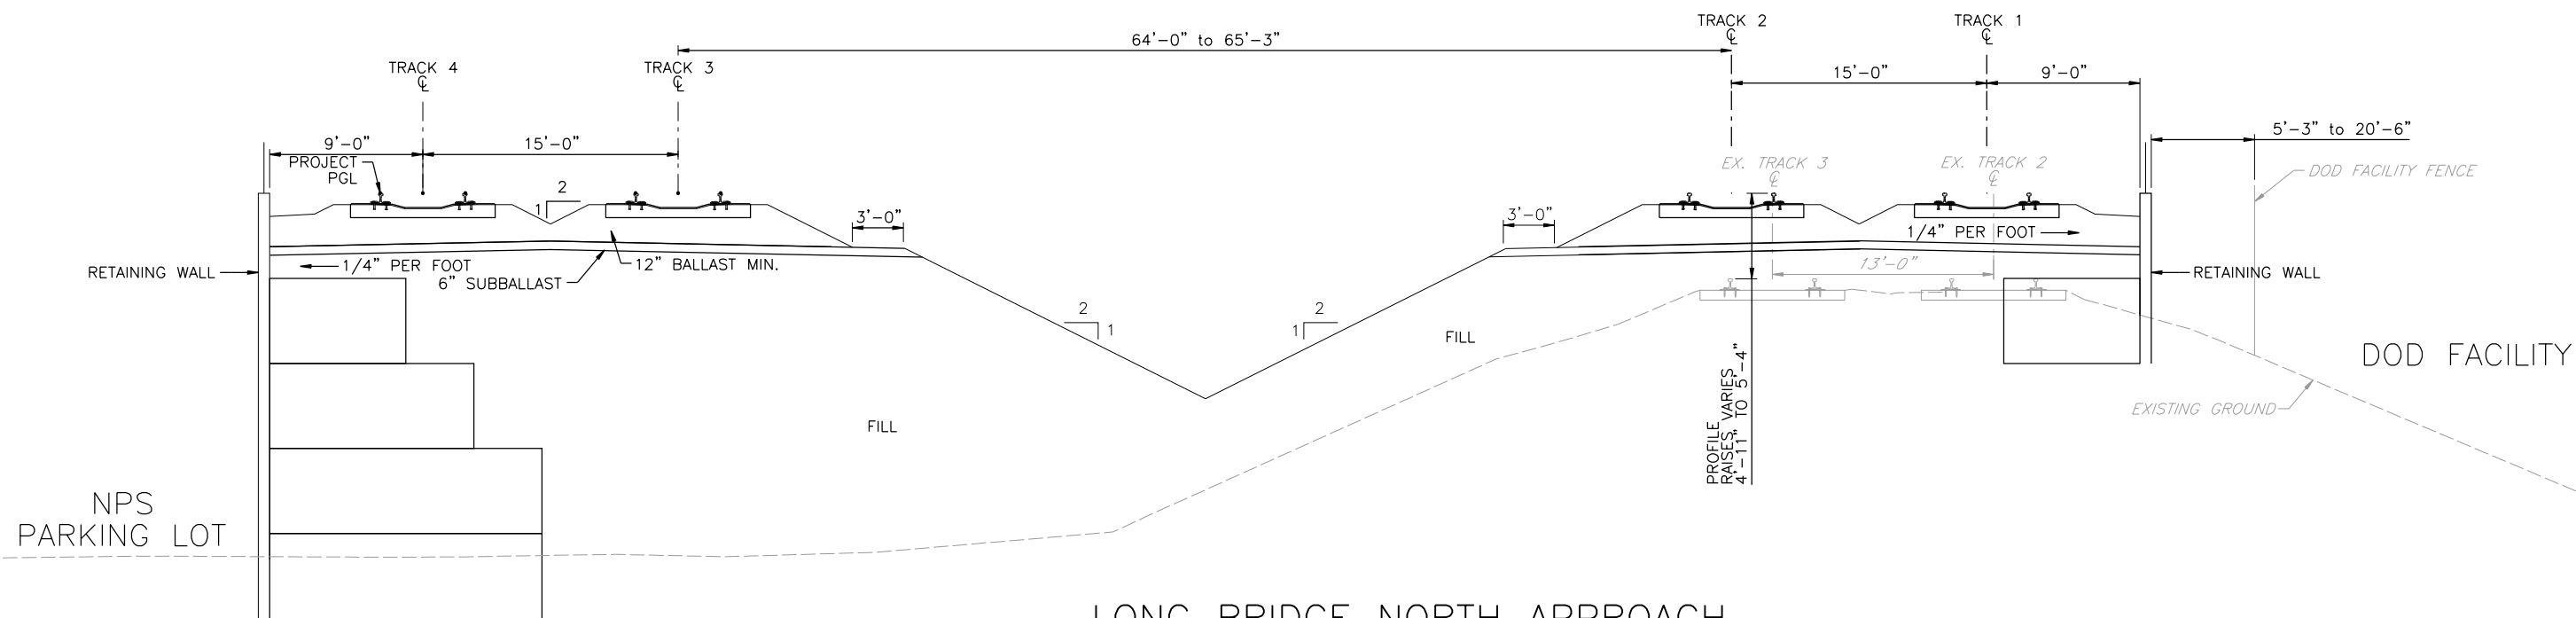 TRACK 2
℄
TRACK 1
℄
64'-0" to 65'-3"
TRACK 4
℄
TRACK 3
℄
15'-0"
9'-0"
5'-3" to 20'-6"
9'-0"
15'-0"
PROJECT
PGL
EX. TRACK 3
℄
EX. TRACK 2
℄
DOD FACILITY FENCE
2
1
3'-0"
3'-0"
1/4" PER FOOT
RETAINING WALL
1/4" PER FOOT
12" BALLAST MIN.
6" SUBBALLAST
13'-0"
RETAINING WALL
2
1
2
1
FILL
PROFILE
RAISES VARIES
4'-11" TO 5'-4"
DOD FACILITY
EXISTING GROUND
FILL
NPS
PARKING LOT
LONG BRIDGE NORTH APPROACH